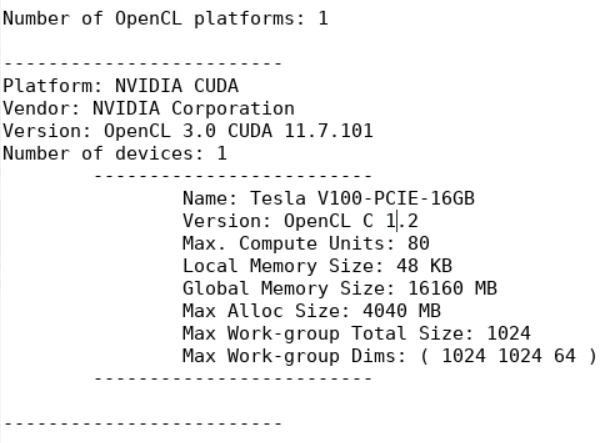 Number of OpenCL platforms: 1
-------------------------
Platform: NVIDIA CUDA
Vendor: NVIDIA Corporation
Version: OpenCL 3.0 CUDA 11.7.101
Number of devices: 1
-------------------------
Name: Tesla V100-PCIE-16GB
Version: OpenCL C 1.2
Max. Compute Units: 80
Local Memory Size: 48 KB
Global Memory Size: 16160 MB
Max Alloc Size: 4040 MB
Max Work-group Total Size: 1024
Max Work-group Dims: ( 1024 1024 64 )
-------------------------
-------------------------